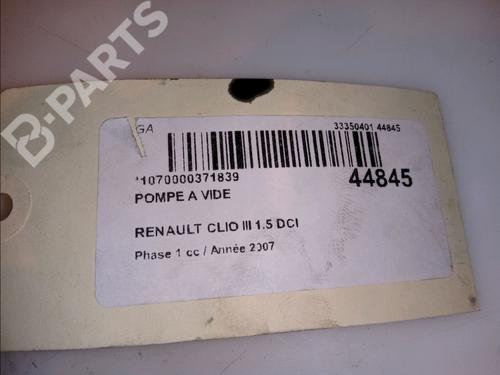 B-PARTS
GA
33350401 44845
*1070000371839
44845
POMPE A VIDE
RENAULT CLIO III 1.5 DCI
Phase 1 cc / Année 2007